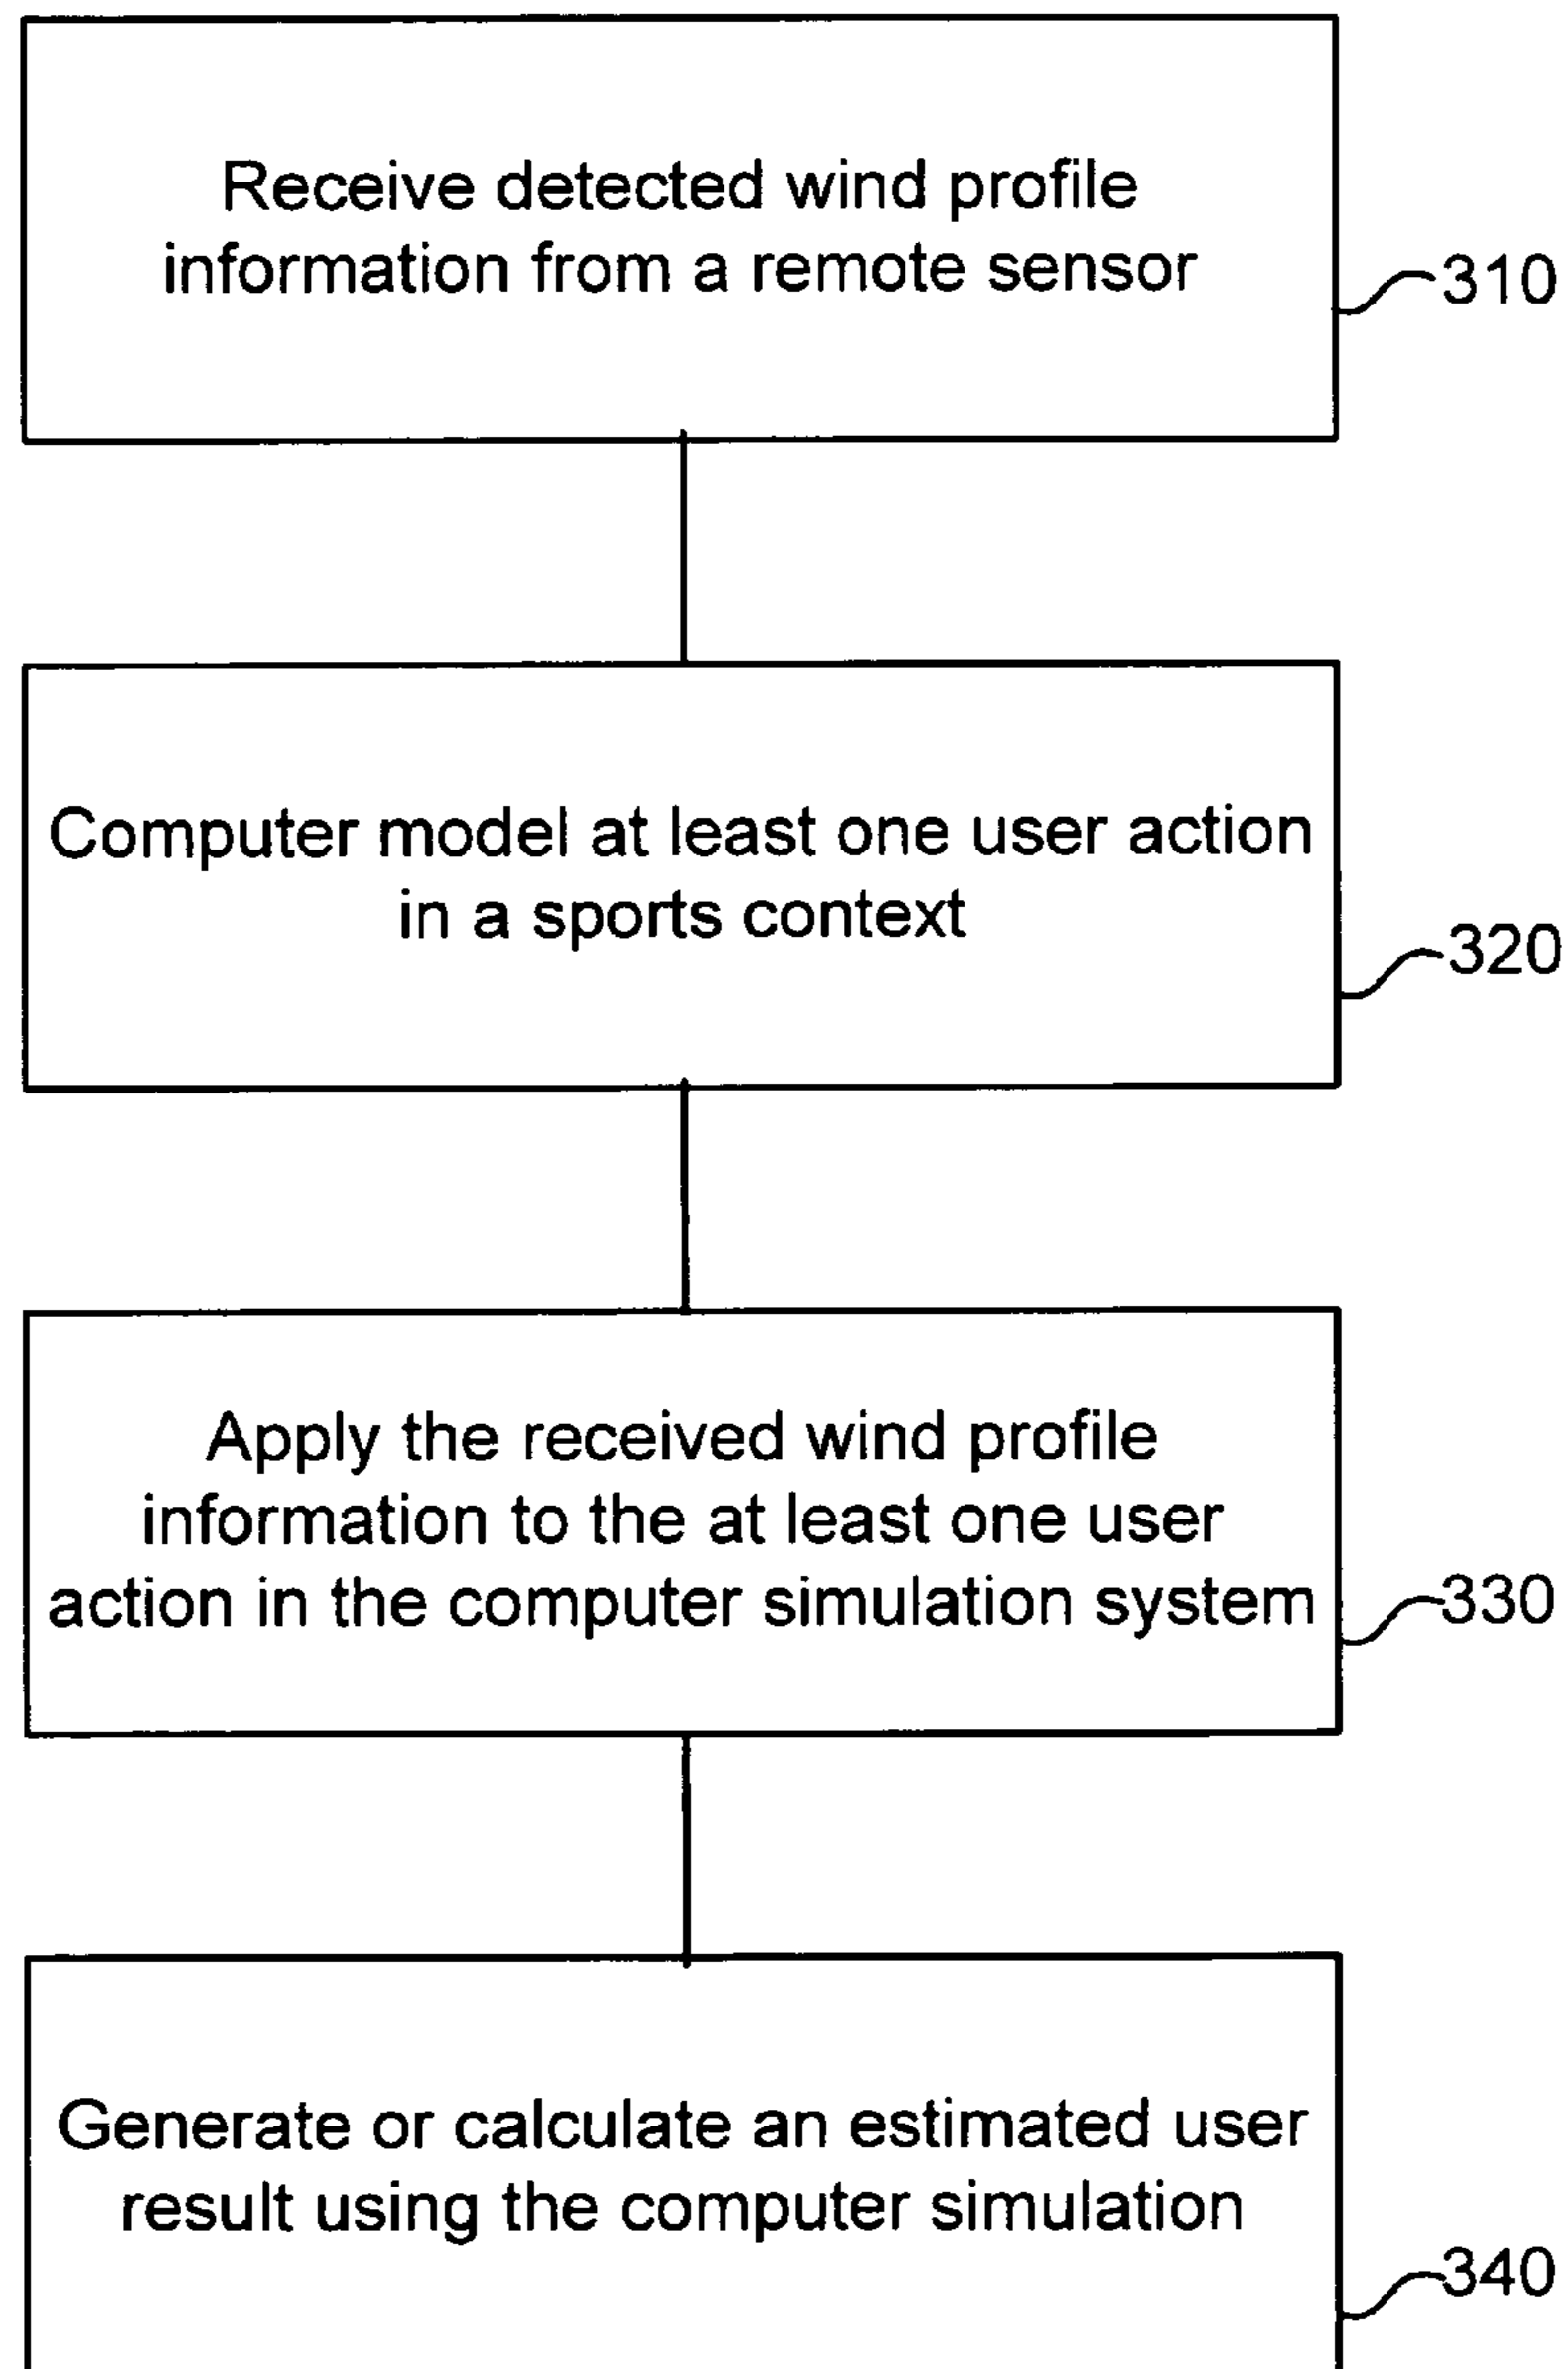 Receive detected wind profile
information from a remote sensor
310
Computer model at least one user action
in a sports context
320
Apply the received wind profile
information to the at least one user
action in the computer simulation system
330
Generate or calculate an estimated user
result using the computer simulation
340